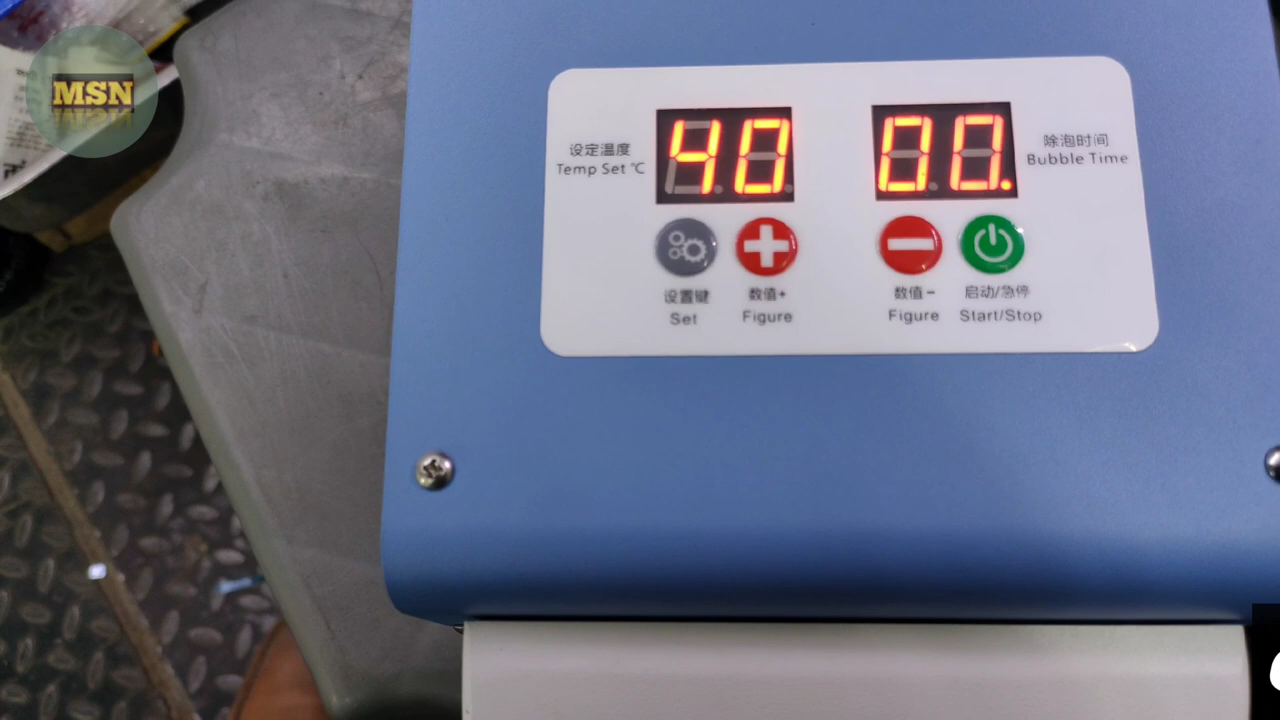 MSN
设定温度
Temp Set ℃
40
00.
除泡时间
Bubble Time
设置键
Set
数值+
Figure
数值-
Figure
启动/急停
Start/Stop